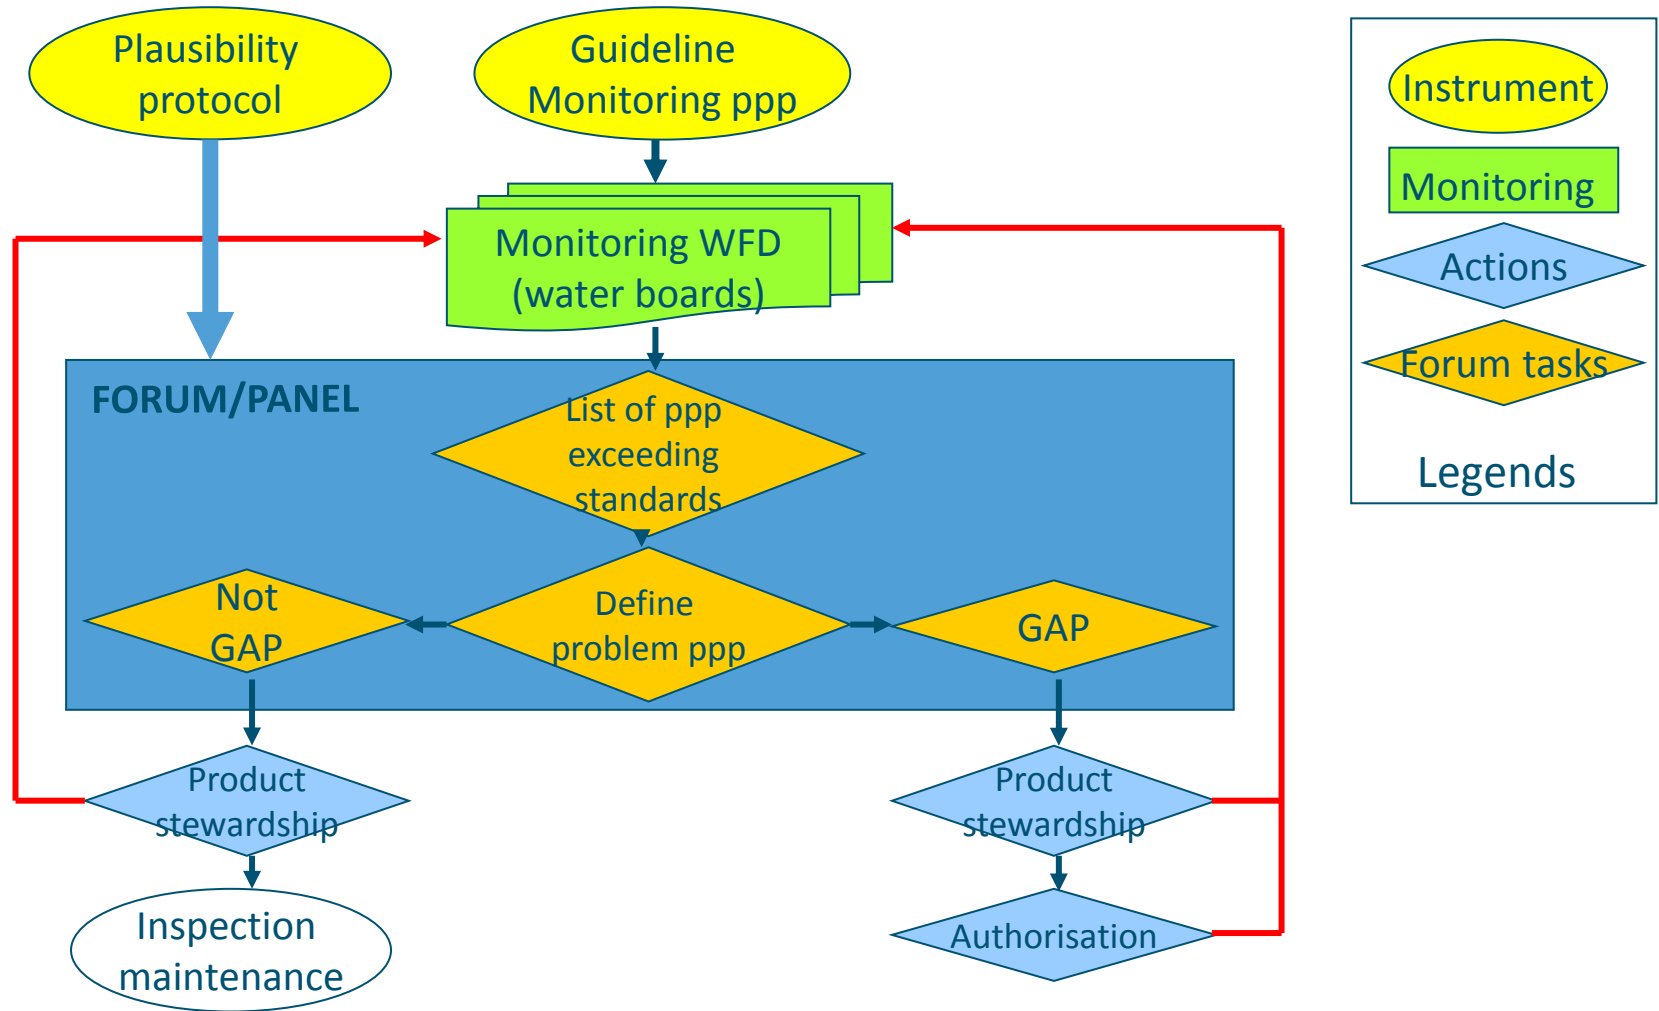 Plausibility
protocol
Guideline
Monitoring ppp
Instrument
Monitoring
Actions
Forum tasks
Legends
Monitoring WFD
(water boards)
FORUM/PANEL
List of ppp
exceeding
standards
Not
GAP
Define
problem ppp
GAP
Product
stewardship
Product
stewardship
Inspection
maintenance
Authorisation